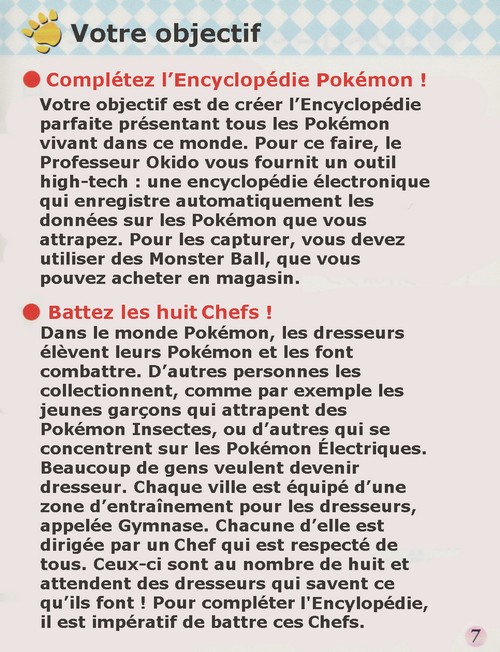 Votre objectif
Complétez l’Encyclopédie Pokémon !
Votre objectif est de créer l’Encyclopédie
parfaite présentant tous les Pokémon
vivant dans ce monde. Pour ce faire, le
Professeur Okido vous fournit un outil
high-tech : une encyclopédie électronique
qui enregistre automatiquement les
données sur les Pokémon que vous
attrapez. Pour les capturer, vous devez
utiliser des Monster Ball, que vous
pouvez acheter en magasin.
Battez les huit Chefs !
Dans le monde Pokémon, les dresseurs
élèvent leurs Pokémon et les font
combattre. D’autres personnes les
collectionnent, comme par exemple les
jeunes garçons qui attrapent des
Pokémon Insectes, ou d’autres qui se
concentrent sur les Pokémon Électriques.
Beaucoup de gens veulent devenir
dresseur. Chaque ville est équipé d’une
zone d’entraînement pour les dresseurs,
appelée Gymnase. Chacune d’elle est
dirigée par un Chef qui est respecté de
tous. Ceux-ci sont au nombre de huit et
attendent des dresseurs qui savent ce
qu’ils font ! Pour compléter l'Encylopédie,
il est impératif de battre ces Chefs.
7